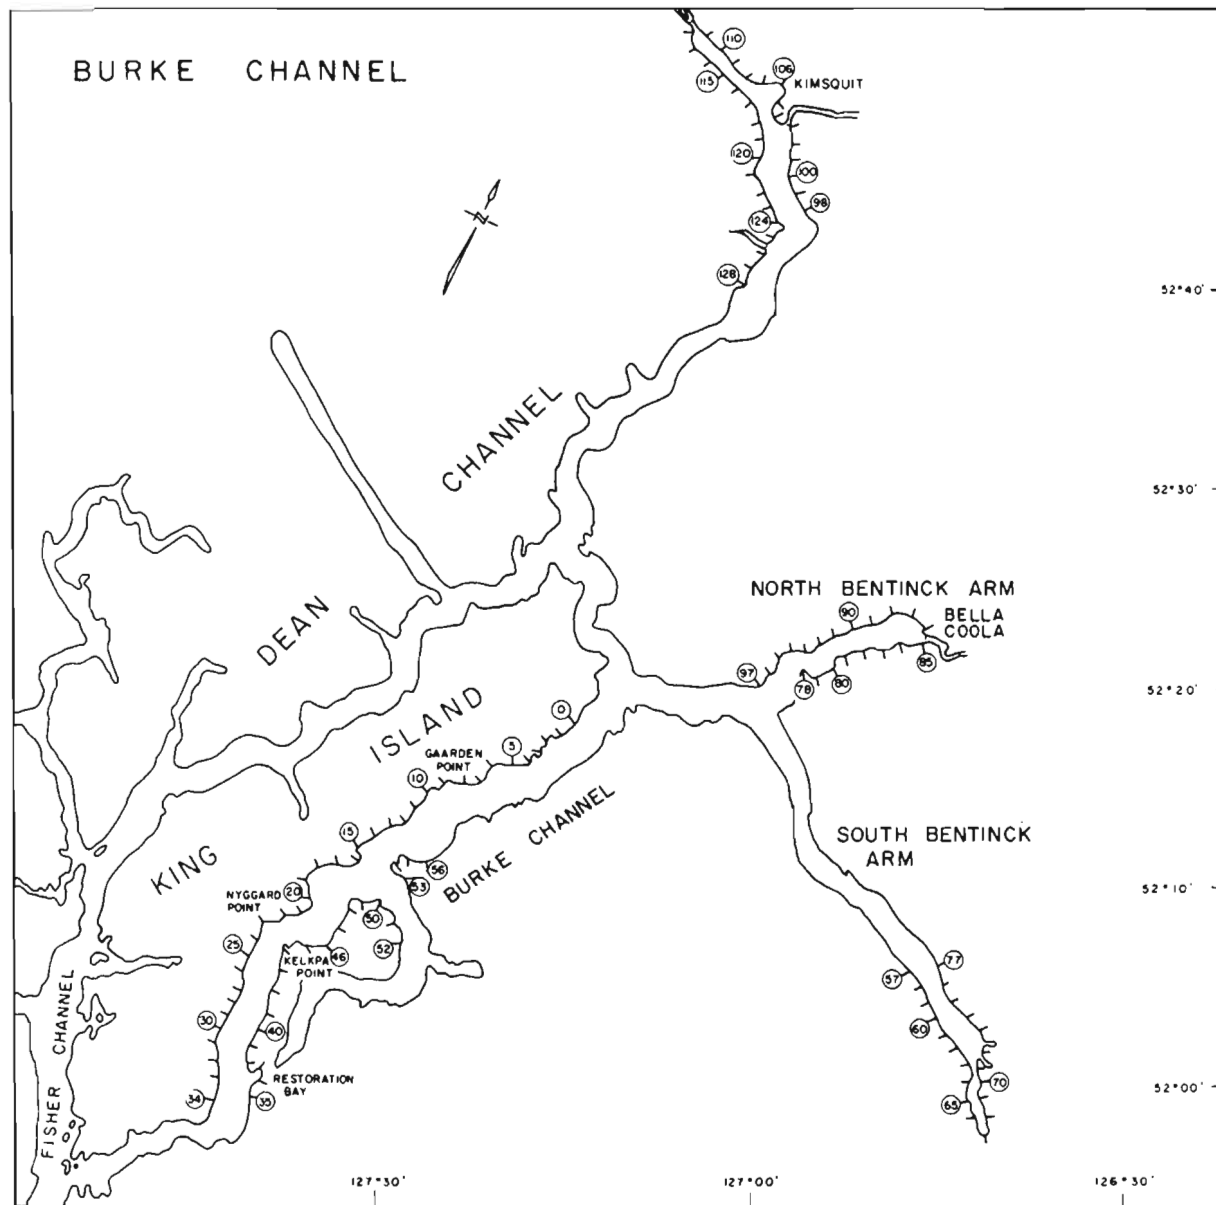 BURKE CHANNEL
110
115
106
KIMSQUIT
120
100
98
124
N
128
52°40'
CHANNEL
52°30'
DEAN
NORTH BENTINCK ARM
90
BELLA
COOLA
85
97
78
80
52°20'
ISLAND
0
5
GAARDEN
POINT
10
BURKE CHANNEL
15
56
53
SOUTH BENTINCK
ARM
KING
20
NYGGARD
POINT
50
52°10'
25
52
46
KELKPA
POINT
77
57
FISHER CHANNEL
30
40
60
RESTORATION
BAY
70
52°00'
34
35
65
127°30'
127°00'
126°30'